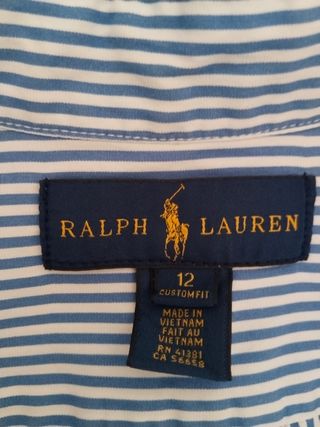 RALPH LAUREN
12
CUSTOM FIT
MADE IN
VIETNAM
FAIT AU
VIETNAM
RN 41381
CA 56658